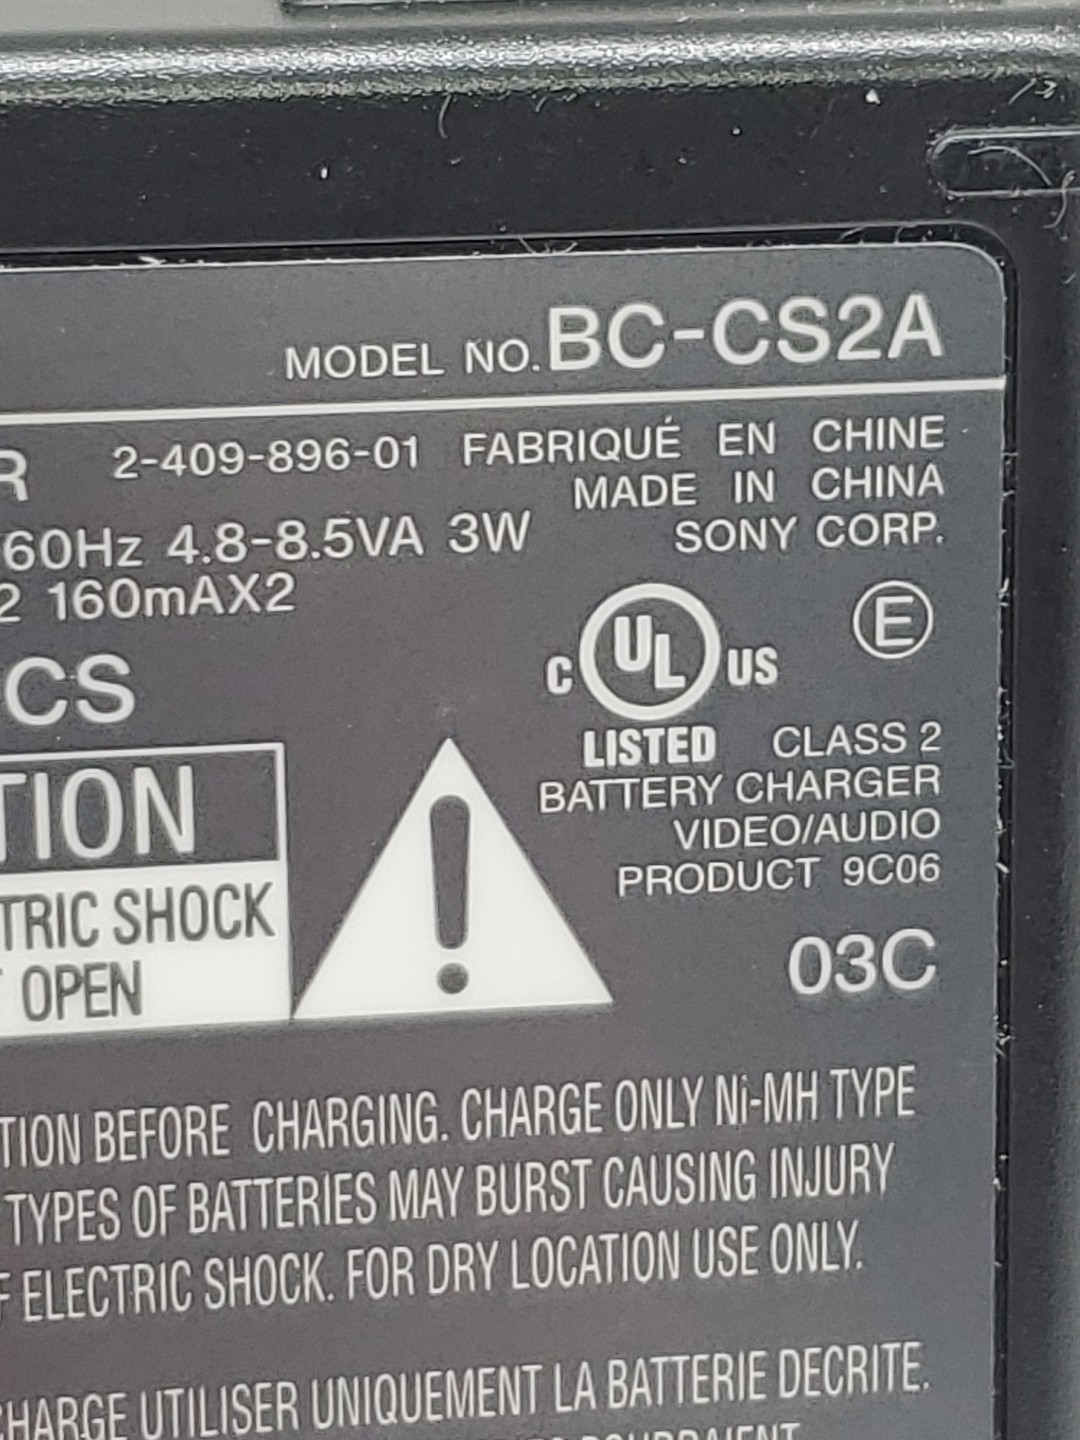 MODEL NO. BC-CS2A
R 2-409-896-01 FABRIQUÉ EN CHINE
MADE IN CHINA
60Hz 4.8-8.5VA 3W SONY CORP.
2 160mAX2
E
CS
C UL US
LISTED CLASS 2
BATTERY CHARGER
VIDEO/AUDIO
PRODUCT 9C06
03C
TION
TRIC SHOCK
OPEN
TION BEFORE CHARGING. CHARGE ONLY Ni-MH TYPE
TYPES OF BATTERIES MAY BURST CAUSING INJURY
F ELECTRIC SHOCK. FOR DRY LOCATION USE ONLY.
CHARGE UTILISER UNIQUEMENT LA BATTERIE DECRITE.